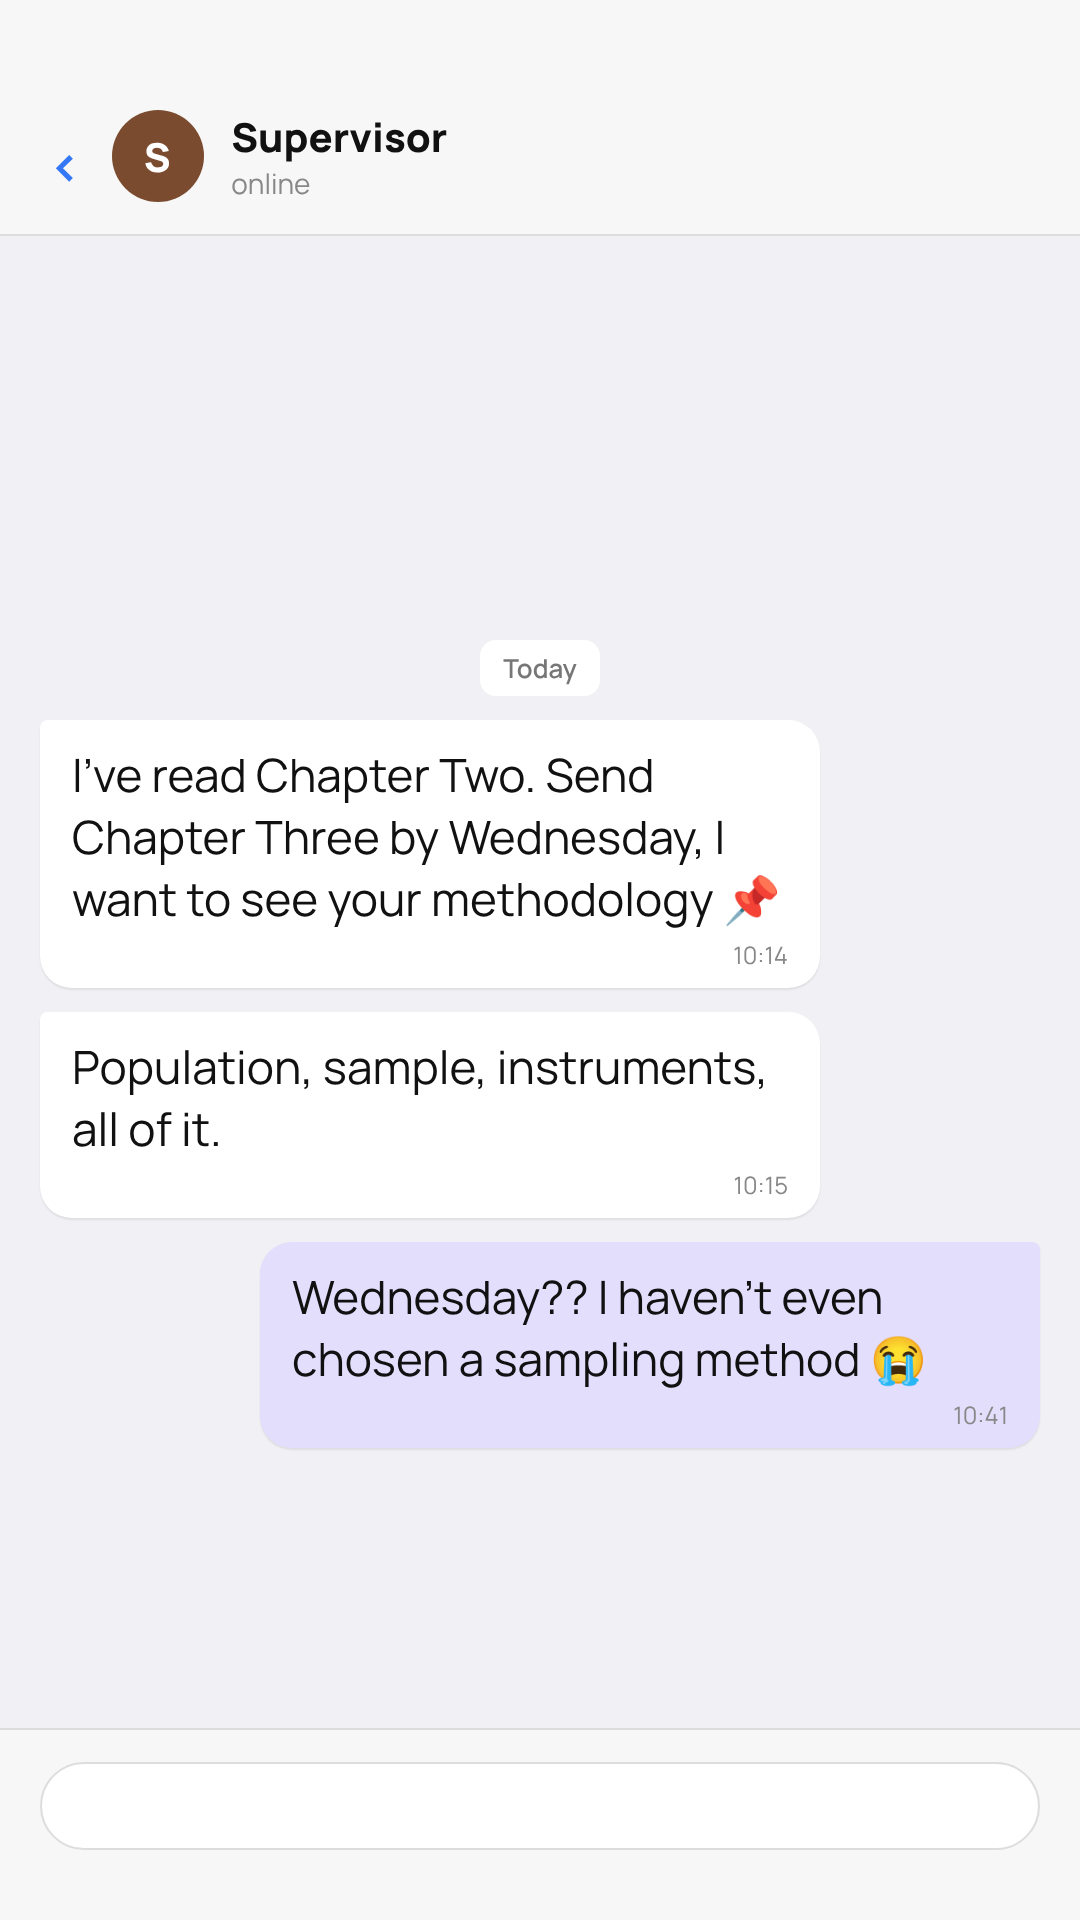 S
Supervisor
online
Today
I’ve read Chapter Two. Send
Chapter Three by Wednesday, I
want to see your methodology 📌
10:14
Population, sample, instruments,
all of it.
10:15
Wednesday?? I haven’t even
chosen a sampling method 😭
10:41